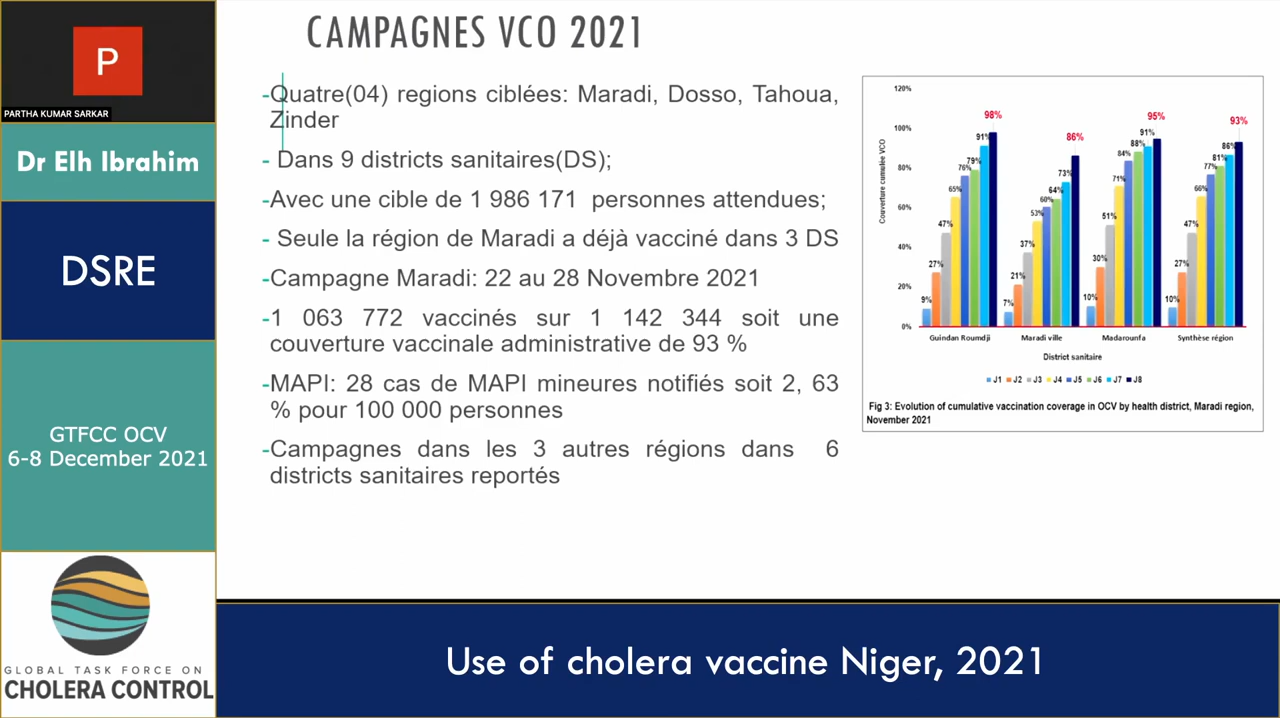 P
PARTHA KUMAR SARKAR
Dr Elh Ibrahim
DSRE
GTFCC OCV
6-8 December 2021
GLOBAL TASK FORCE ON
CHOLERA CONTROL
CAMPAGNES VCO 2021
-Quatre(04) regions ciblées: Maradi, Dosso, Tahoua,
Zinder
- Dans 9 districts sanitaires(DS);
-Avec une cible de 1 986 171 personnes attendues;
- Seule la région de Maradi a déjà vacciné dans 3 DS
-Campagne Maradi: 22 au 28 Novembre 2021
-1 063 772 vaccinés sur 1 142 344 soit une
couverture vaccinale administrative de 93 %
-MAPI: 28 cas de MAPI mineures notifiés soit 2, 63
% pour 100 000 personnes
-Campagnes dans les 3 autres régions dans 6
districts sanitaires reportés
Couverture cumulée VCO
120%
100%
80%
60%
40%
20%
0%
9% 27% 47% 65% 76% 79% 91% 98%
7% 21% 37% 53% 60% 64% 73% 86%
10% 30% 51% 71% 84% 88% 91% 95%
10% 27% 47% 66% 77% 81% 86% 93%
Guindan Roumdji Maradi ville Madarounfa Synthèse région
District sanitaire
J1 J2 J3 J4 J5 J6 J7 J8
Fig 3: Evolution of cumulative vaccination coverage in OCV by health district, Maradi region,
November 2021
Use of cholera vaccine Niger, 2021